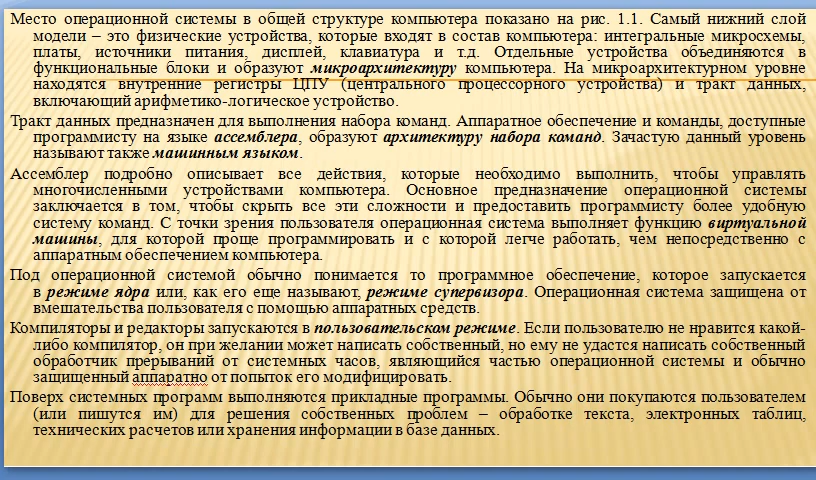 Место операционной системы в общей структуре компьютера показано на рис. 1.1. Самый нижний слой
модели – это физические устройства, которые входят в состав компьютера: интегральные микросхемы,
платы, источники питания, дисплей, клавиатура и т.д. Отдельные устройства объединяются в
функциональные блоки и образуют микроархитектуру компьютера. На микроархитектурном уровне
находятся внутренние регистры ЦПУ (центрального процессорного устройства) и тракт данных,
включающий арифметико-логическое устройство.
Тракт данных предназначен для выполнения набора команд. Аппаратное обеспечение и команды, доступные
программисту на языке ассемблера, образуют архитектуру набора команд. Зачастую данный уровень
называют также машинным языком.
Ассемблер подробно описывает все действия, которые необходимо выполнить, чтобы управлять
многочисленными устройствами компьютера. Основное предназначение операционной системы
заключается в том, чтобы скрыть все эти сложности и предоставить программисту более удобную
систему команд. С точки зрения пользователя операционная система выполняет функцию виртуальной
машины, для которой проще программировать и с которой легче работать, чем непосредственно с
аппаратным обеспечением компьютера.
Под операционной системой обычно понимается то программное обеспечение, которое запускается
в режиме ядра или, как его еще называют, режиме супервизора. Операционная система защищена от
вмешательства пользователя с помощью аппаратных средств.
Компиляторы и редакторы запускаются в пользовательском режиме. Если пользователю не нравится какой-
либо компилятор, он при желании может написать собственный, но ему не удастся написать собственный
обработчик прерываний от системных часов, являющийся частью операционной системы и обычно
защищенный аппаратно от попыток его модифицировать.
Поверх системных программ выполняются прикладные программы. Обычно они покупаются пользователем
(или пишутся им) для решения собственных проблем – обработке текста, электронных таблиц,
технических расчетов или хранения информации в базе данных.